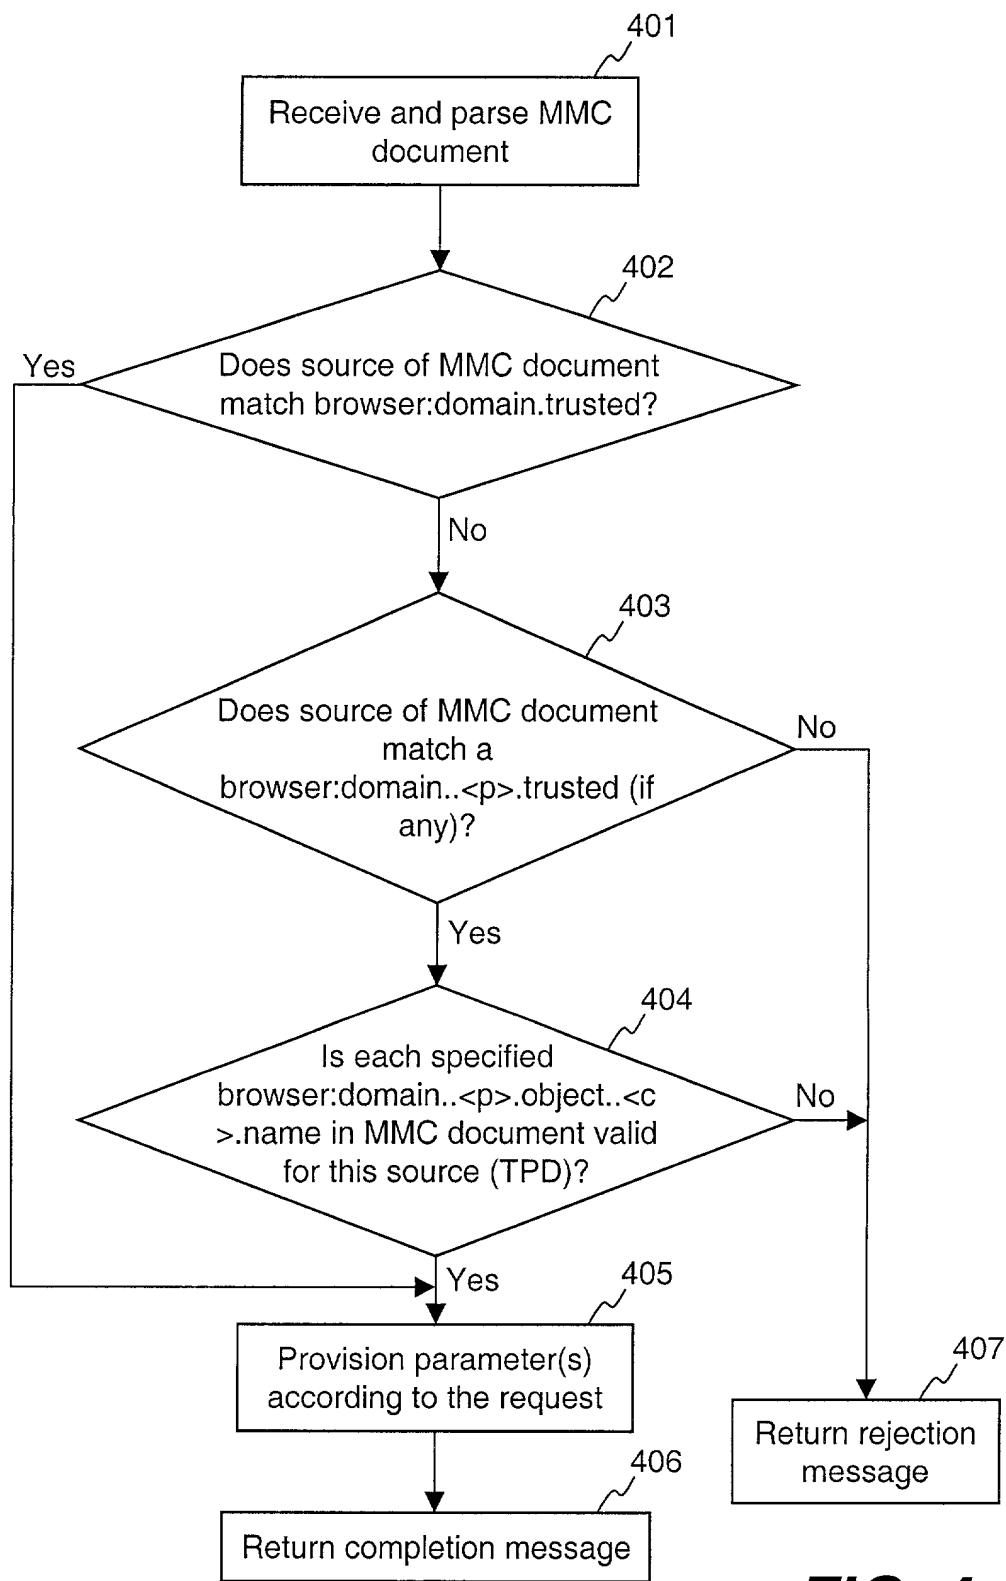 401
Receive and parse MMC
document
402
Yes
Does source of MMC document
match browser:domain.trusted?
No
403
Does source of MMC document
match a
browser:domain..<p>.trusted (if
any)?
No
Yes
404
Is each specified
browser:domain..<p>.object..<c
>.name in MMC document valid
for this source (TPD)?
No
Yes
405
Provision parameter(s)
according to the request
407
Return rejection
message
406
Return completion message